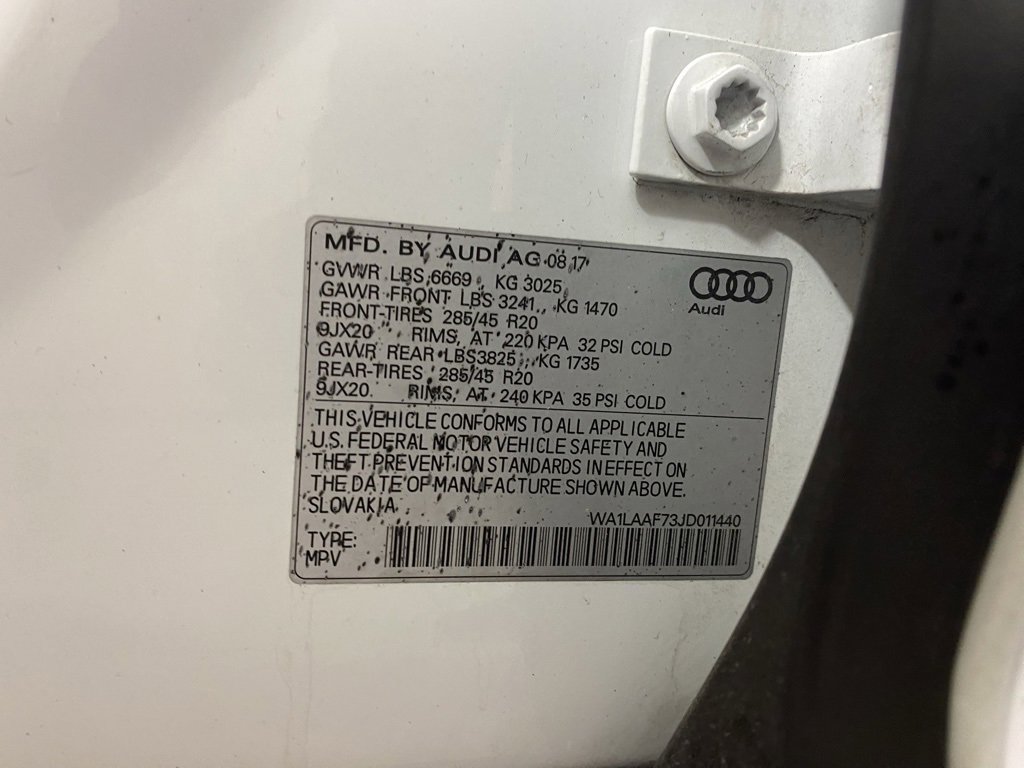 MFD. BY AUDI AG 08 17
GVWR LBS 6669 , KG 3025
GAWR FRONT LBS 3241 , KG 1470
FRONT-TIRES 285/45 R20
9JX20 RIMS, AT 220 KPA 32 PSI COLD
GAWR REAR LBS3825 , KG 1735
REAR-TIRES 285/45 R20
9JX20 RIMS, AT 240 KPA 35 PSI COLD
Audi
THIS VEHICLE CONFORMS TO ALL APPLICABLE
U.S. FEDERAL MOTOR VEHICLE SAFETY AND
THEFT PREVENTION STANDARDS IN EFFECT ON
THE DATE OF MANUFACTURE SHOWN ABOVE.
SLOVAKIA
WA1LAAF73JD011440
TYPE:
MPV